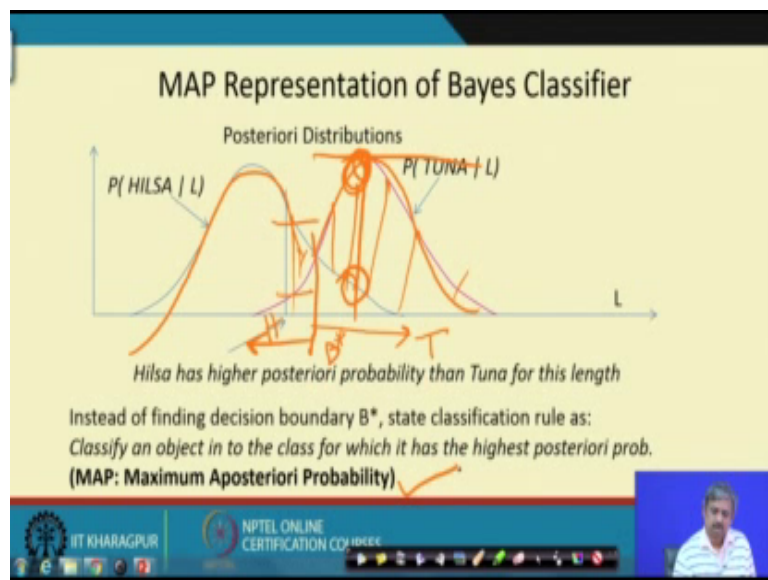 MAP Representation of Bayes Classifier
Posteriori Distributions
P( HILSA | L)
P( TUNA | L)
L
H
B*
T
Hilsa has higher posteriori probability than Tuna for this length
Instead of finding decision boundary B*, state classification rule as:
Classify an object in to the class for which it has the highest posteriori prob.
(MAP: Maximum Aposteriori Probability)
IIT KHARAGPUR
NPTEL ONLINE
CERTIFICATION COURSES